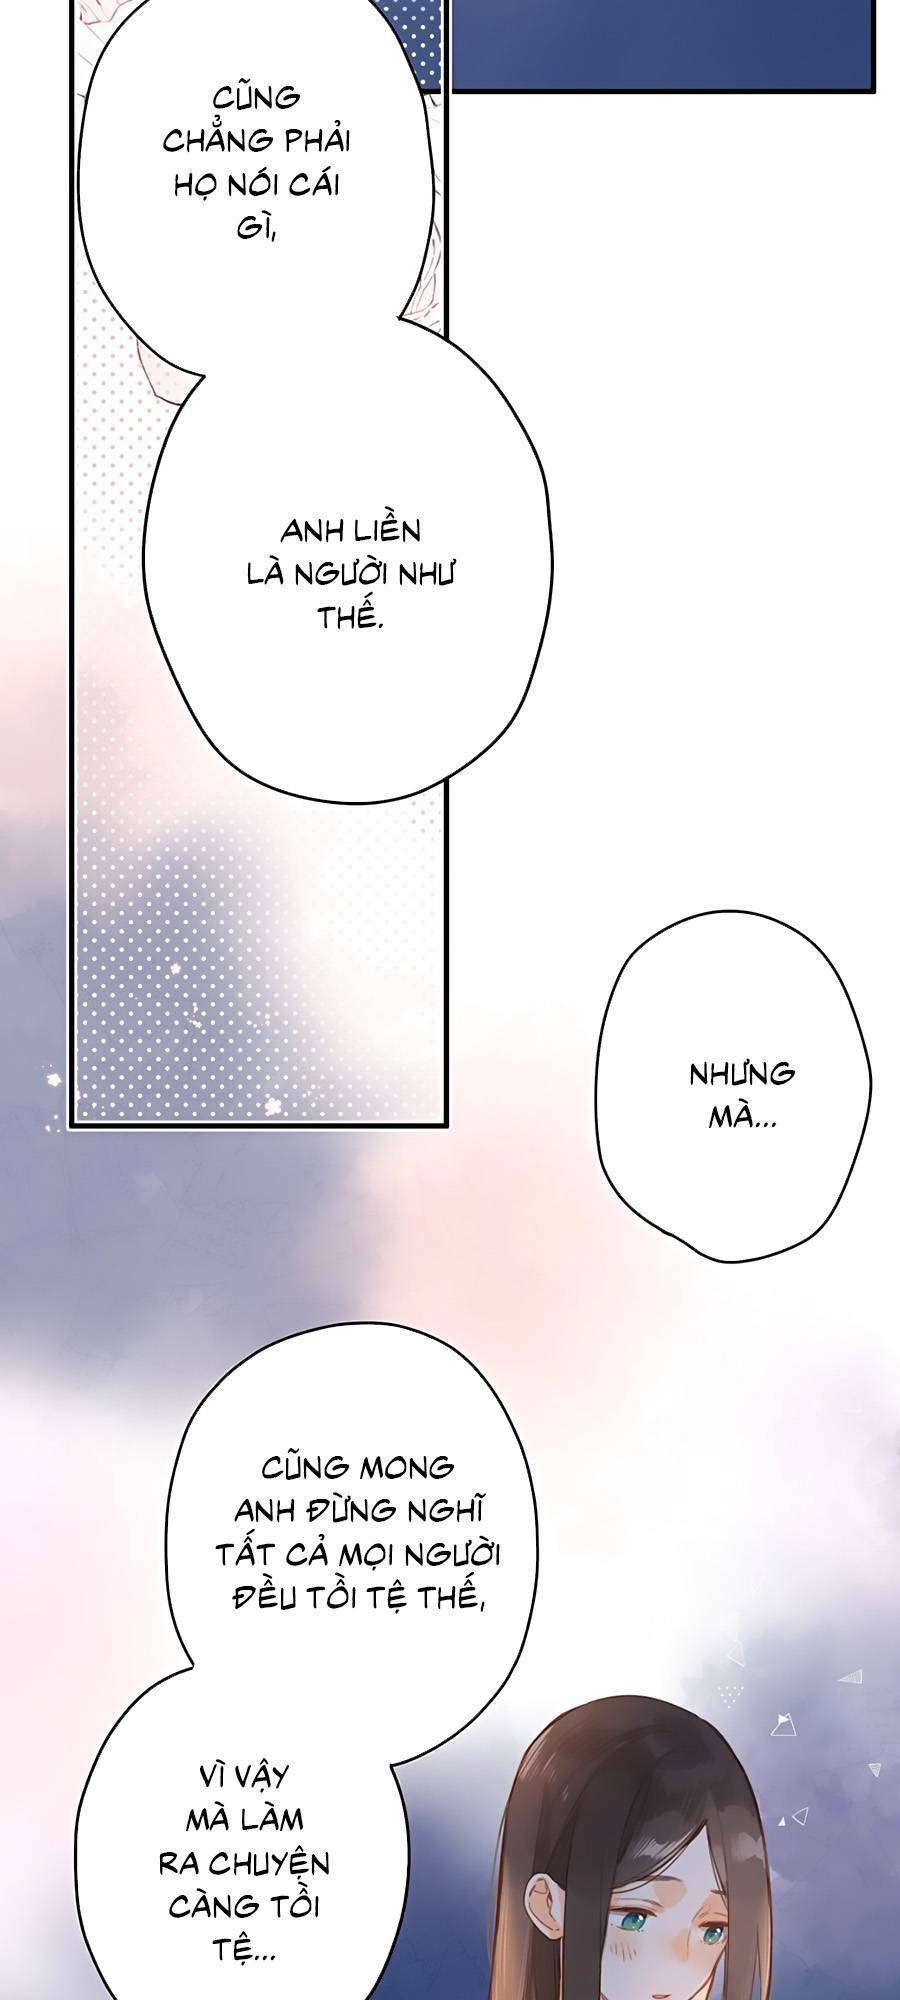 CŨNG
CHẲNG PHẢI
HỌ NÓI CÁI
GÌ,
ANH LIỀN
LÀ NGƯỜI NHƯ
THẾ.
NHƯNG
MÀ...
CŨNG MONG
ANH ĐỪNG NGHĨ
TẤT CẢ MỌI NGƯỜI
ĐỀU TỒI TỆ THẾ,
VÌ VẬY
MÀ LÀM
RA CHUYỆN
CÀNG TỒI
TỆ...